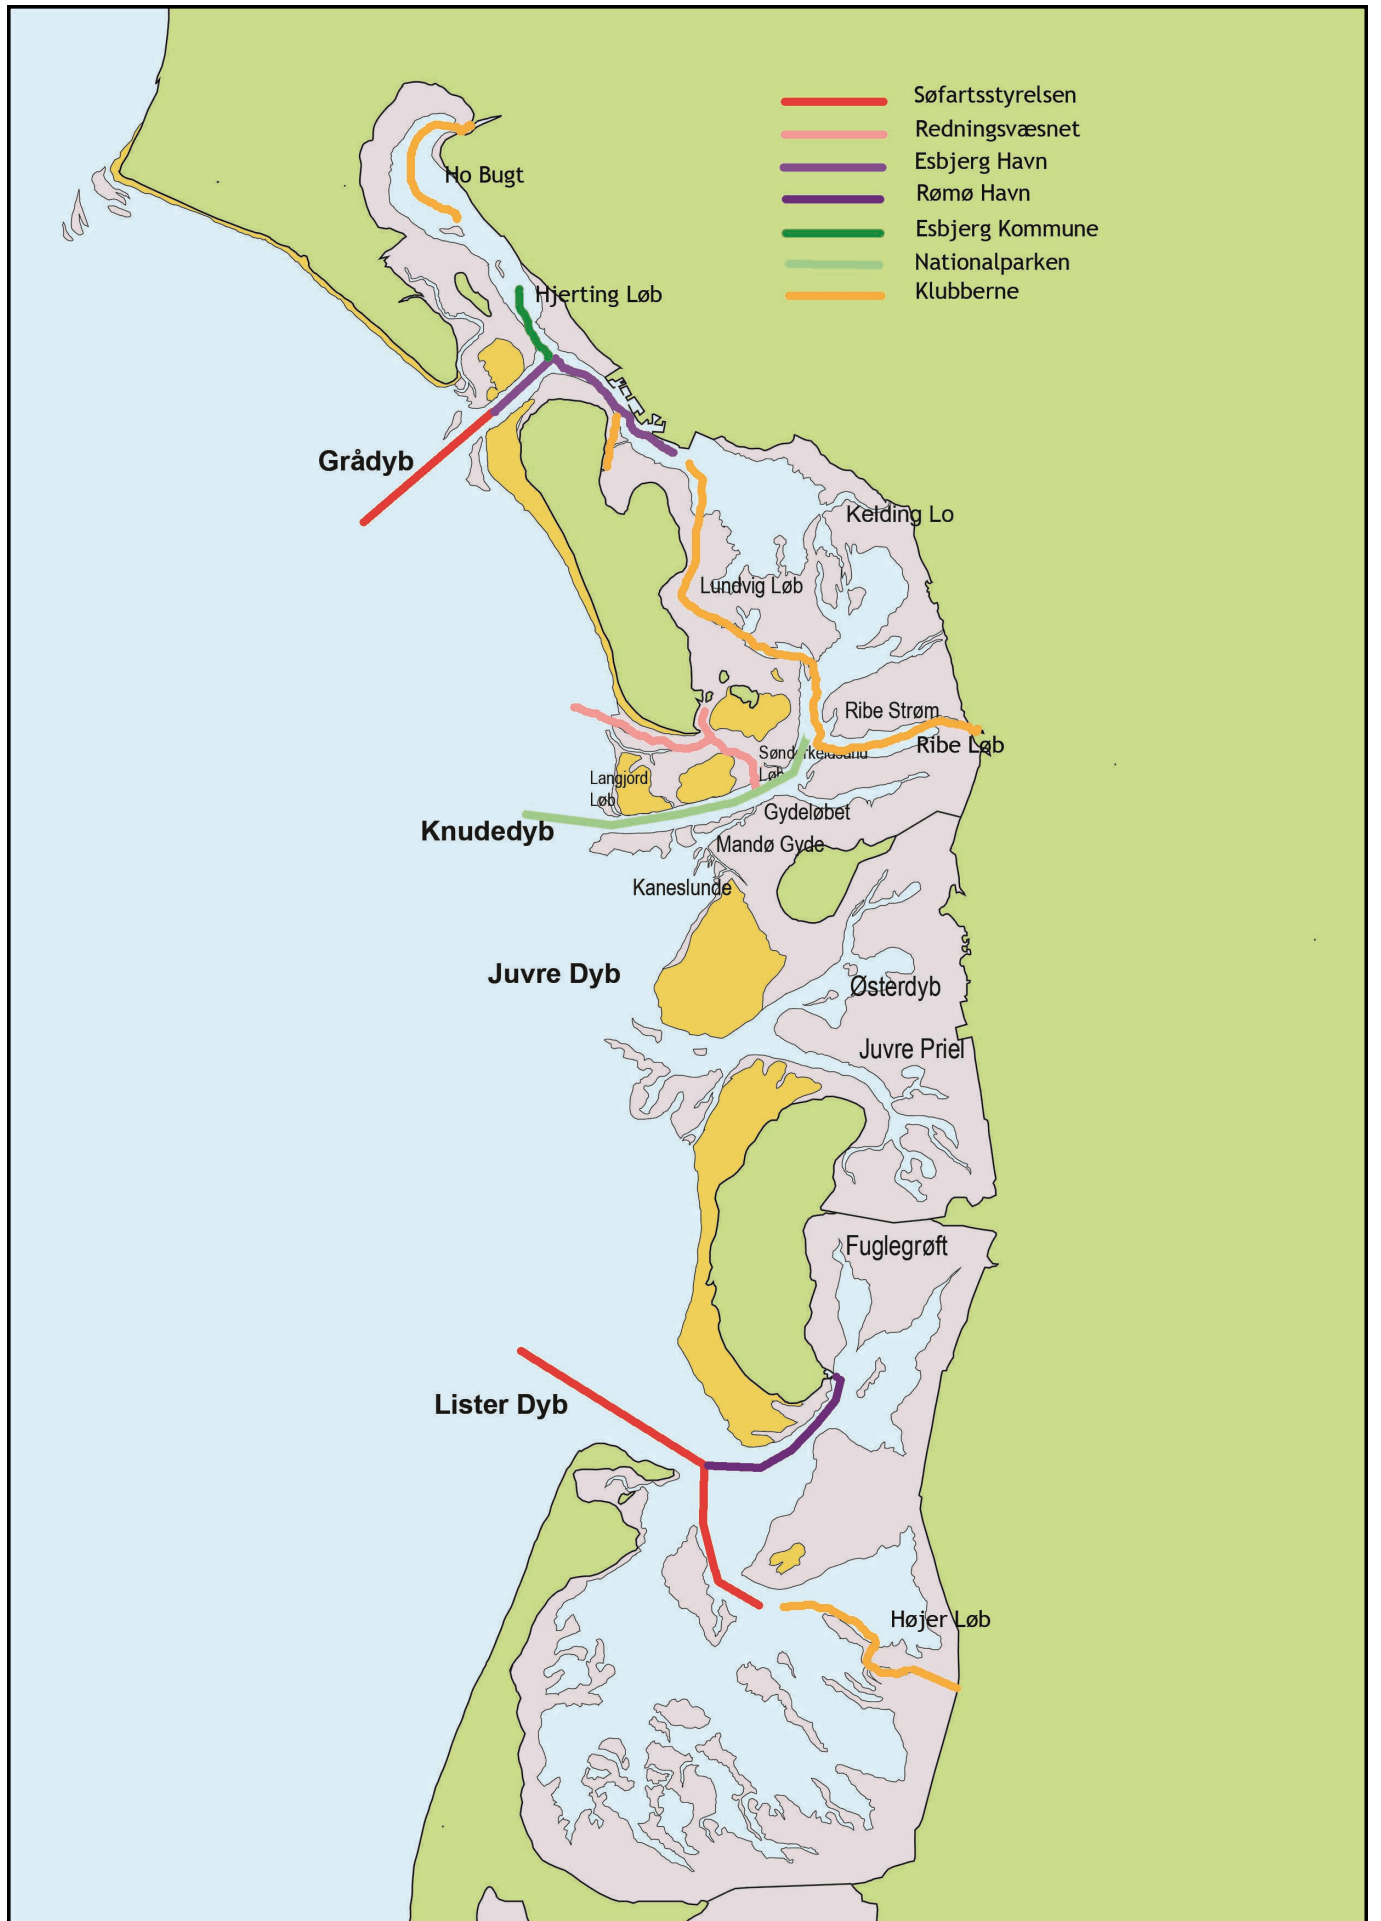 Søfartsstyrelsen
Redningsvæsnet
Esbjerg Havn
Rømø Havn
Esbjerg Kommune
Nationalparken
Klubberne
Ho Bugt
Hjerting Løb
Grådyb
Kelding Lo
Lundvig Løb
Ribe Strøm
Ribe Løb
Sønderkeldsand
Løb
Langjord
Løb
Gydeløbet
Knudedyb
Mandø Gyde
Kaneslunde
Juvre Dyb
Østerdyb
Juvre Priel
Fuglegrøft
Lister Dyb
Højer Løb